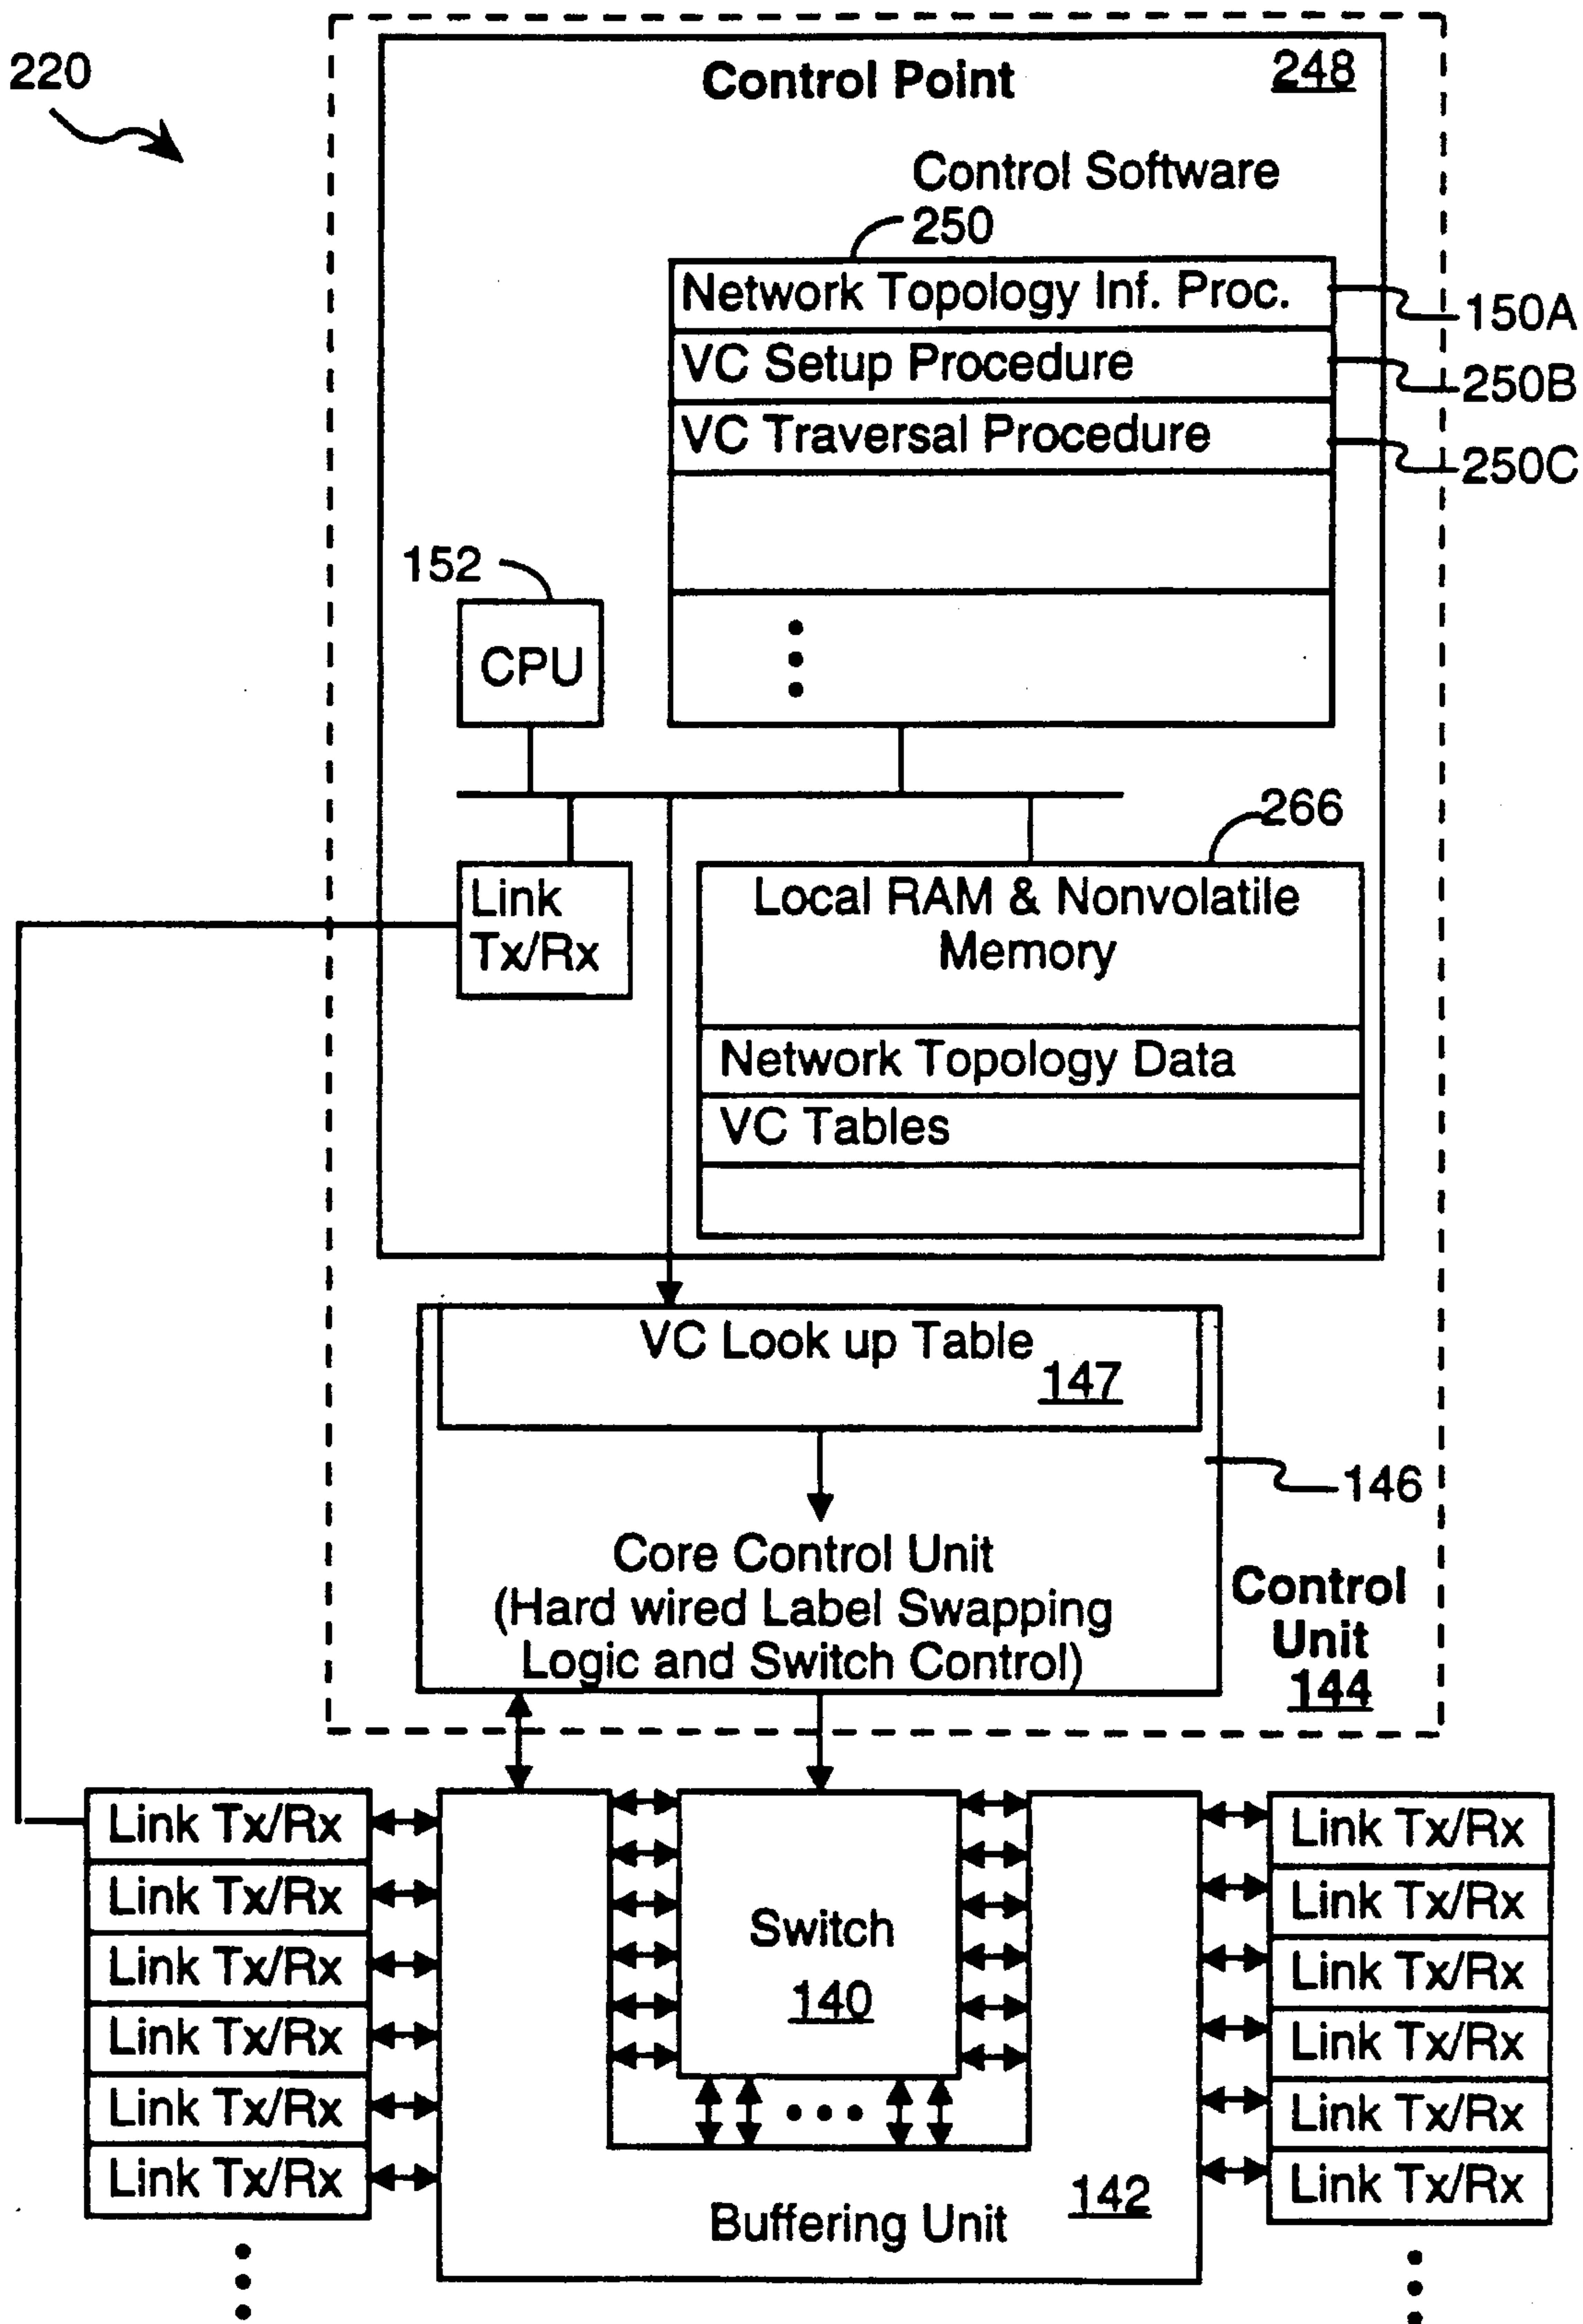 220
Control Point
248
Control Software
250
Network Topology Inf. Proc.
150A
VC Setup Procedure
250B
VC Traversal Procedure
250C
152
CPU
266
Link
Tx/Rx
Local RAM & Nonvolatile
Memory
Network Topology Data
VC Tables
VC Look up Table
147
146
Core Control Unit
(Hard wired Label Swapping
Logic and Switch Control)
Control
Unit
144
Link Tx/Rx
Link Tx/Rx
Link Tx/Rx
Link Tx/Rx
Link Tx/Rx
Link Tx/Rx
Switch
140
Buffering Unit
142
Link Tx/Rx
Link Tx/Rx
Link Tx/Rx
Link Tx/Rx
Link Tx/Rx
Link Tx/Rx